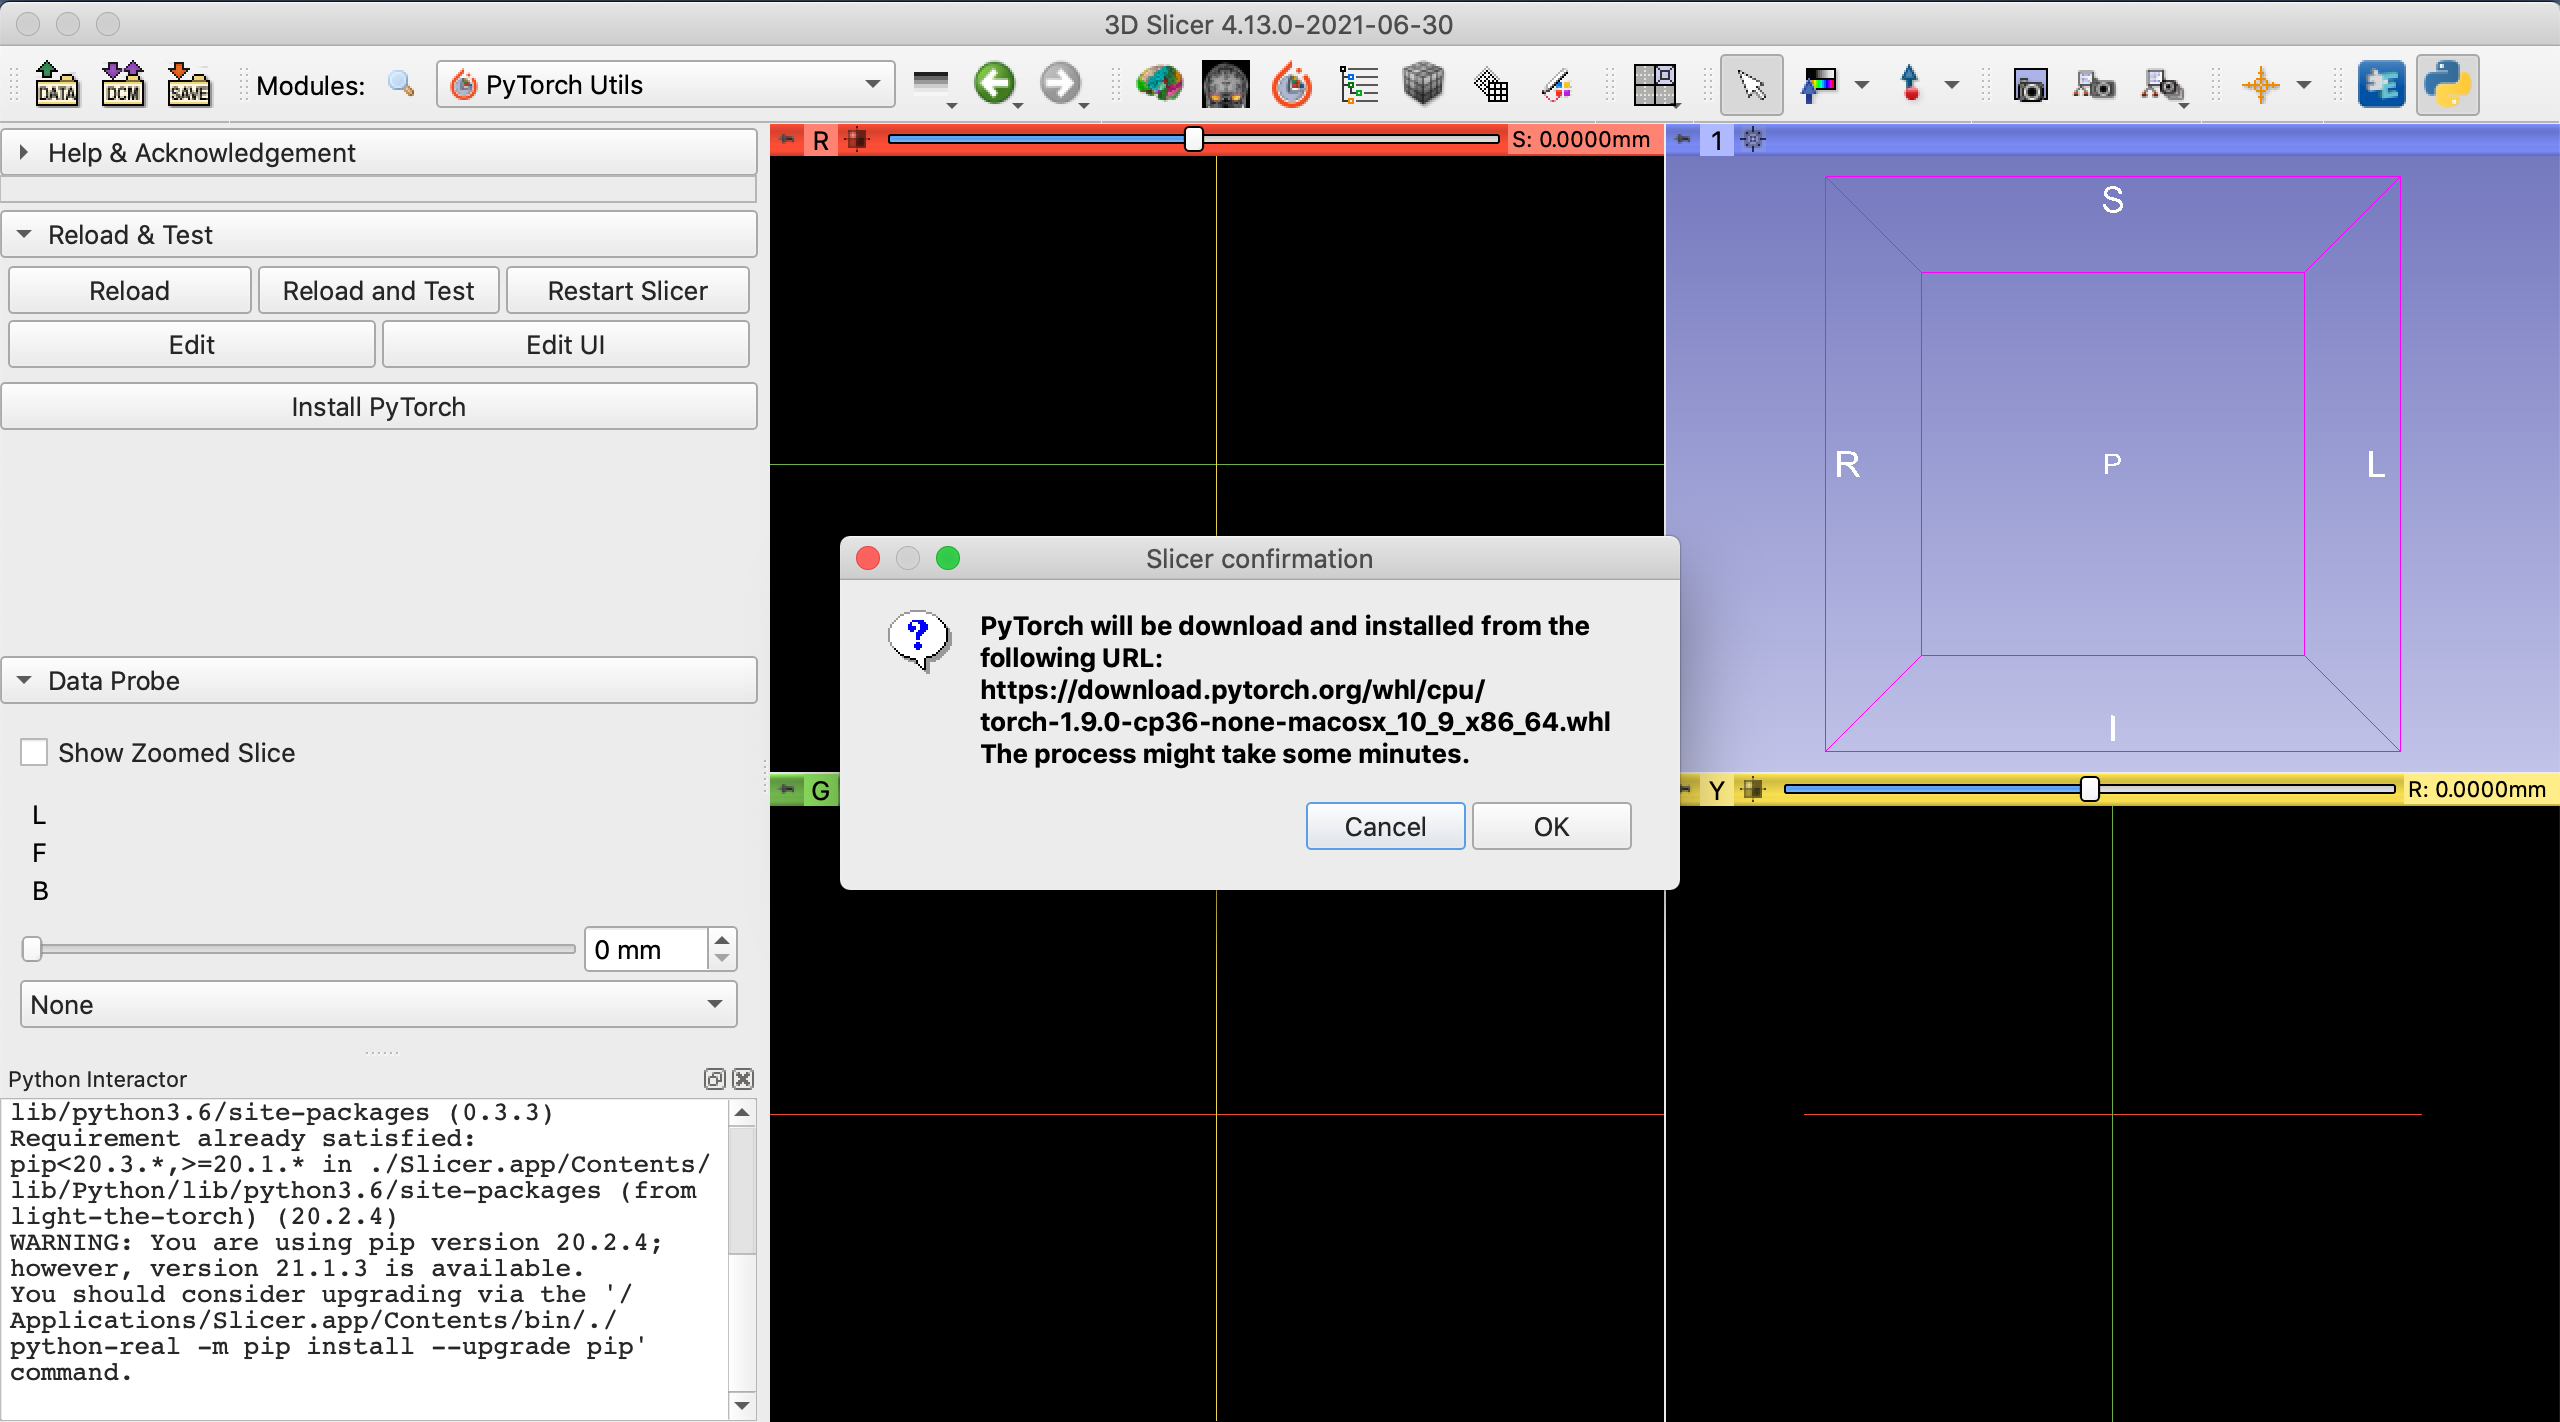 3D Slicer 4.13.0-2021-06-30
DATA
DCM
SAVE
Modules:
PyTorch Utils
Help & Acknowledgement
Reload & Test
Reload
Reload and Test
Restart Slicer
Edit
Edit UI
Install PyTorch
Data Probe
Show Zoomed Slice
L
F
B
0 mm
None
Python Interactor
lib/python3.6/site-packages (0.3.3)
Requirement already satisfied:
pip<20.3.*,>=20.1.* in ./Slicer.app/Contents/
lib/Python/lib/python3.6/site-packages (from
light-the-torch) (20.2.4)
WARNING: You are using pip version 20.2.4;
however, version 21.1.3 is available.
You should consider upgrading via the '/
Applications/Slicer.app/Contents/bin/./
python-real -m pip install --upgrade pip'
command.
R
S: 0.0000mm
1
S
R
P
L
I
Slicer confirmation
?
PyTorch will be download and installed from the
following URL:
https://download.pytorch.org/whl/cpu/
torch-1.9.0-cp36-none-macosx_10_9_x86_64.whl
The process might take some minutes.
Cancel
OK
G
Y
R: 0.0000mm